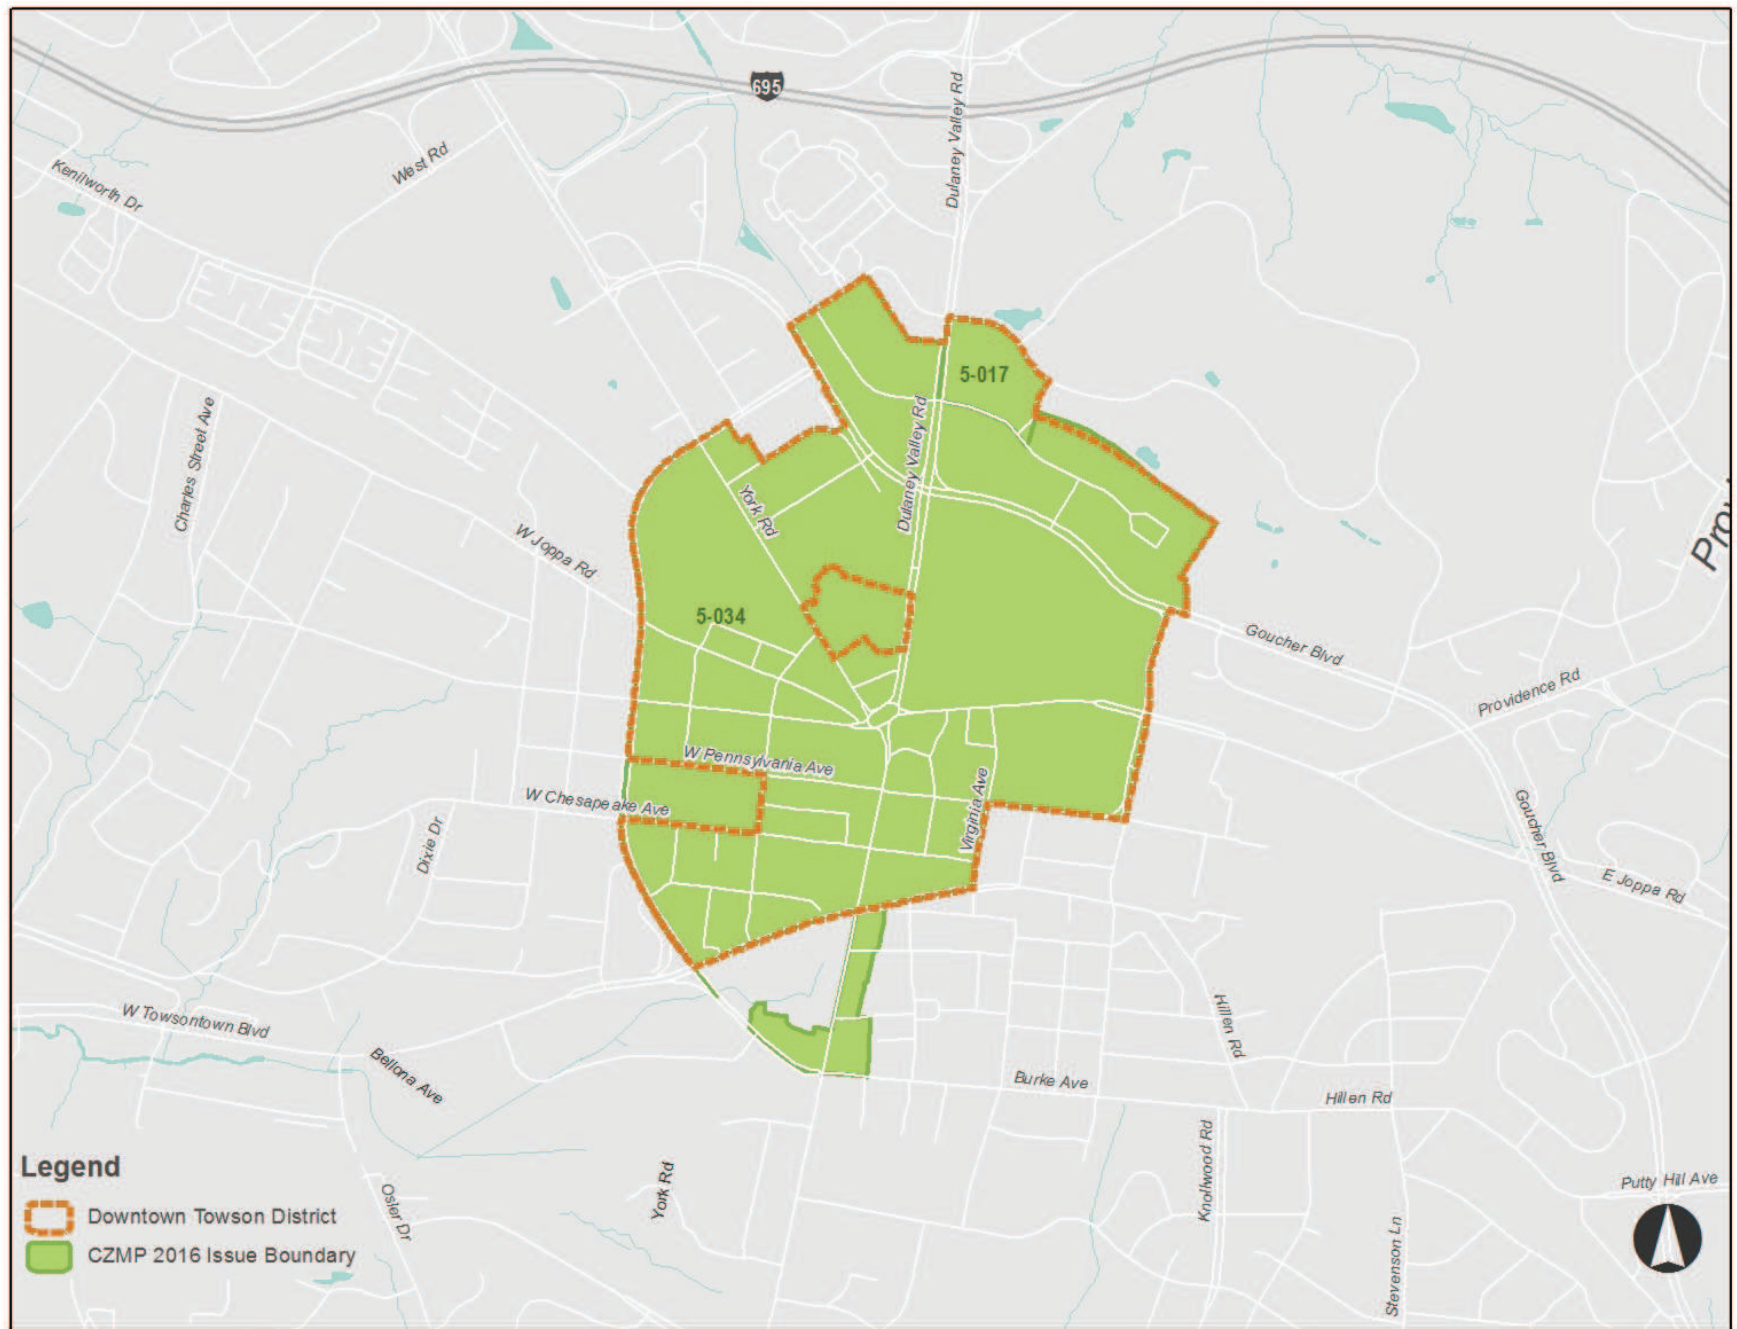 695
Dulaney Valley Rd
West Rd
Kenilworth Dr
5-017
Charles Street Ave
Dulaney Valley Rd
York Rd
W Joppa Rd
5-034
Goucher Blvd
Providence Rd
W Pennsylvania Ave
W Chesapeake Ave
Virginia Ave
Dixie Dr
Goucher Blvd
E Joppa Rd
W Towsontown Blvd
Bellona Ave
Hillen Rd
Burke Ave
Hillen Rd
Knollwood Rd
York Rd
Osler Dr
Putty Hill Ave
Stevenson Ln
Legend
Downtown Towson District
CZMP 2016 Issue Boundary